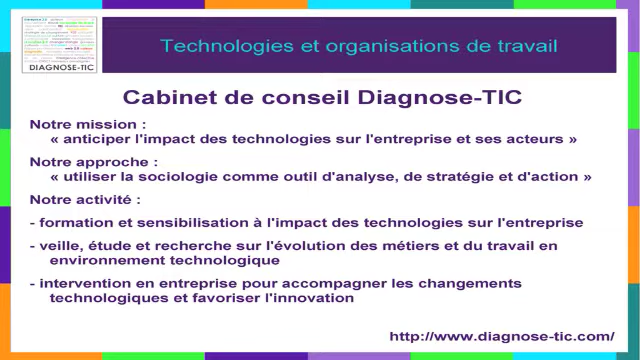 Technologies et organisations de travail
DIAGNOSE-TIC
Cabinet de conseil Diagnose-TIC
Notre mission :
« anticiper l'impact des technologies sur l'entreprise et ses acteurs »
Notre approche :
« utiliser la sociologie comme outil d'analyse, de stratégie et d'action »
Notre activité :
- formation et sensibilisation à l'impact des technologies sur l'entreprise
- veille, étude et recherche sur l'évolution des métiers et du travail en
environnement technologique
- intervention en entreprise pour accompagner les changements
technologiques et favoriser l'innovation
http://www.diagnose-tic.com/